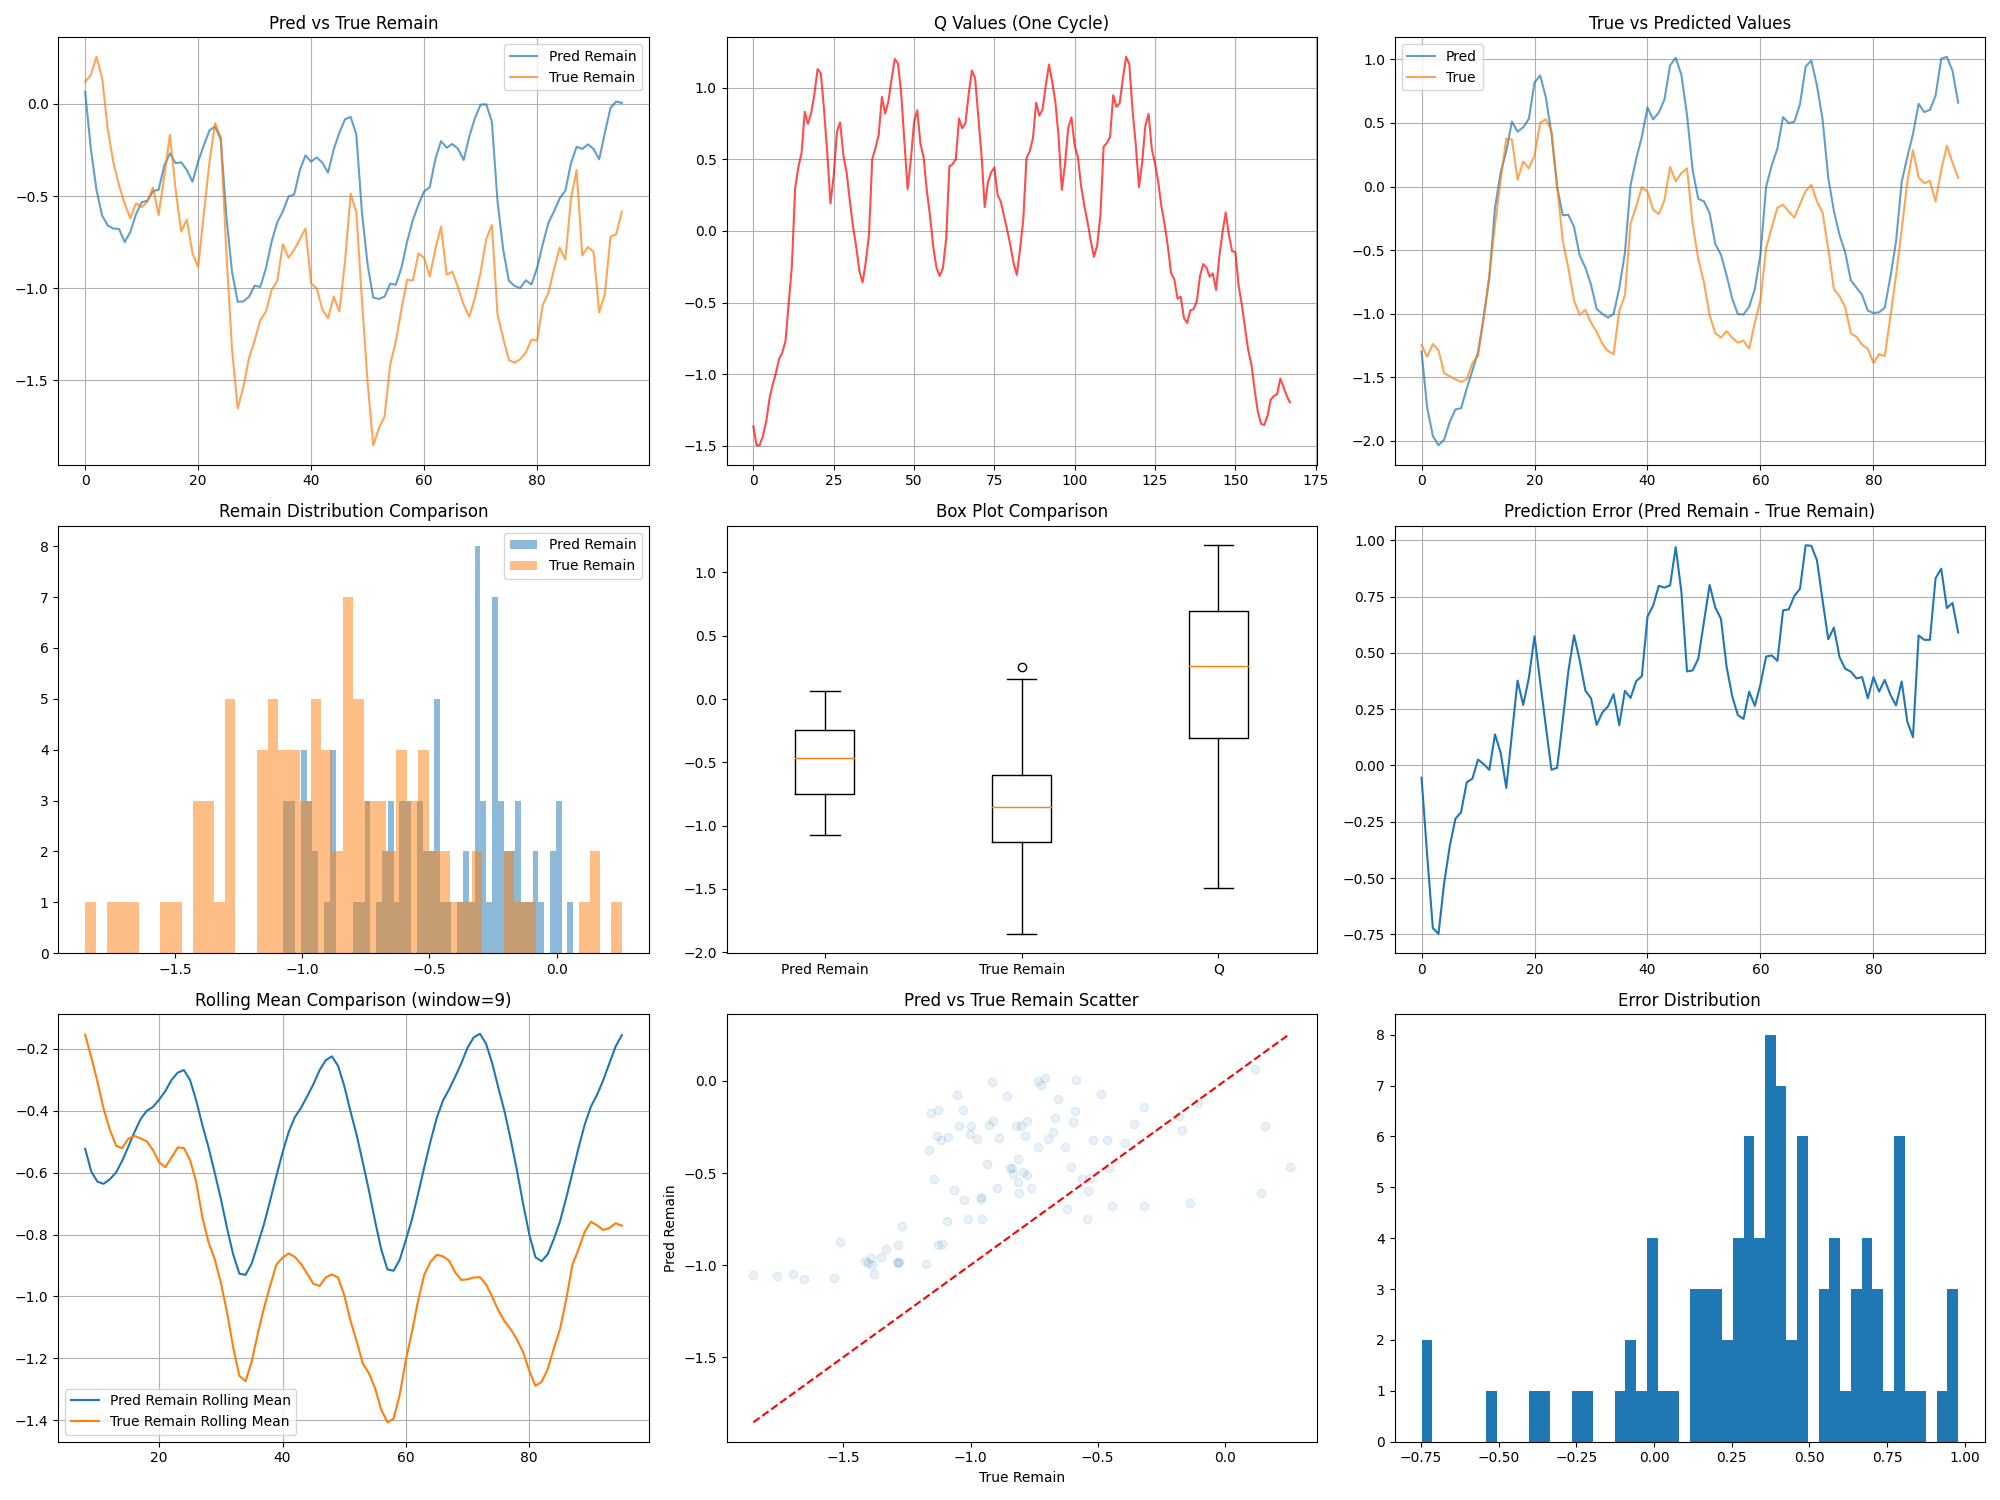 Pred vs True Remain
Pred Remain
True Remain
0.0
−0.5
−1.0
−1.5
0 20 40 60 80
Q Values (One Cycle)
1.0
0.5
0.0
−0.5
−1.0
−1.5
0 25 50 75 100 125 150 175
True vs Predicted Values
Pred
True
1.0
0.5
0.0
−0.5
−1.0
−1.5
−2.0
0 20 40 60 80
Remain Distribution Comparison
Pred Remain
True Remain
8
7
6
5
4
3
2
1
0
−1.5 −1.0 −0.5 0.0
Box Plot Comparison
1.0
0.5
0.0
−0.5
−1.0
−1.5
−2.0
Pred Remain True Remain Q
Prediction Error (Pred Remain - True Remain)
1.00
0.75
0.50
0.25
0.00
−0.25
−0.50
−0.75
0 20 40 60 80
Rolling Mean Comparison (window=9)
−0.2
−0.4
−0.6
−0.8
−1.0
−1.2
−1.4
Pred Remain Rolling Mean
True Remain Rolling Mean
20 40 60 80
Pred vs True Remain Scatter
Pred Remain
0.0
−0.5
−1.0
−1.5
−1.5 −1.0 −0.5 0.0
True Remain
Error Distribution
8
7
6
5
4
3
2
1
0
−0.75 −0.50 −0.25 0.00 0.25 0.50 0.75 1.00